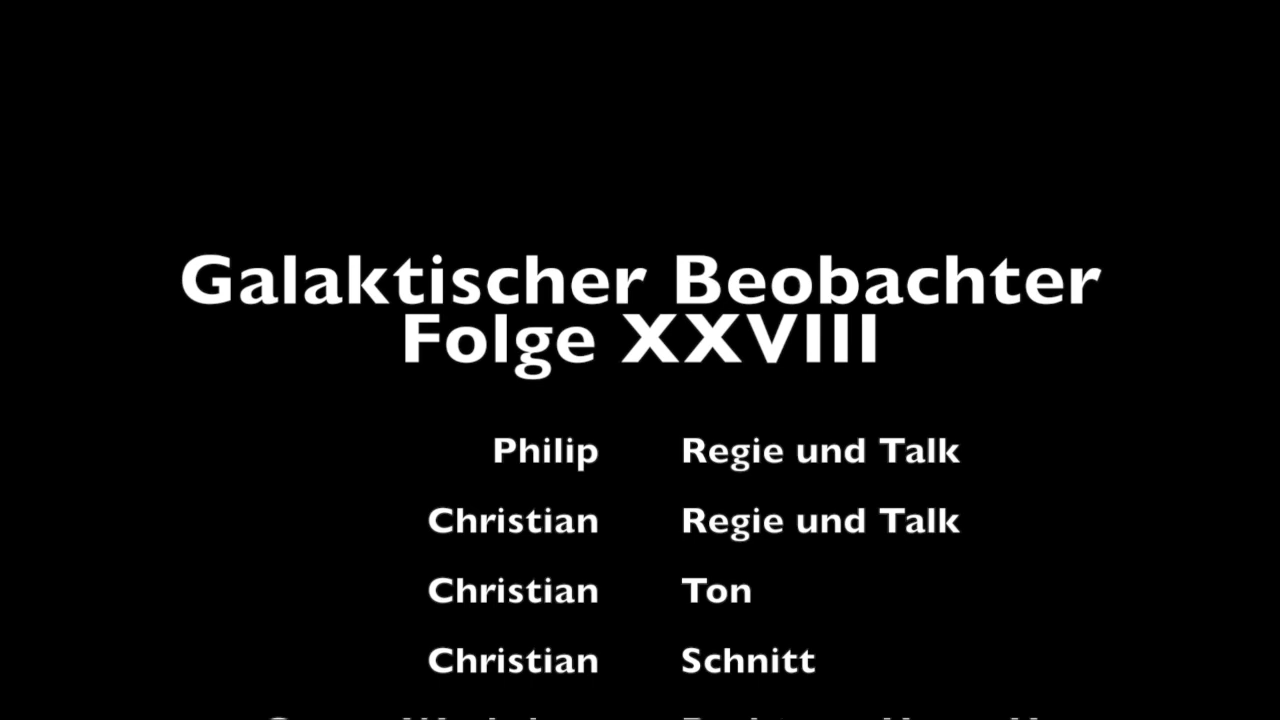 Galaktischer Beobachter
Folge XXVIII
Philip Regie und Talk
Christian Regie und Talk
Christian Ton
Christian Schnitt